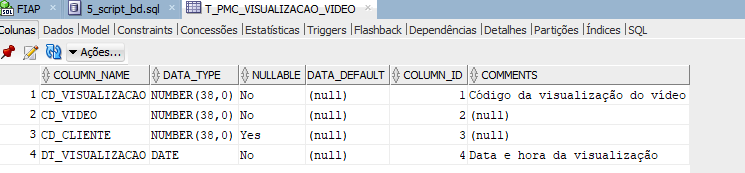 FIAP 5_script_bd.sql T_PMC_VISUALIZACAO_VIDEO
Colunas Dados Model Constraints Concessões Estatísticas Triggers Flashback Dependências Detalhes Partições Índices SQL
Ações...
COLUMN_NAME DATA_TYPE NULLABLE DATA_DEFAULT COLUMN_ID COMMENTS
1 CD_VISUALIZACAO NUMBER(38,0) No (null) 1 Código da visualização do vídeo
2 CD_VIDEO NUMBER(38,0) No (null) 2 (null)
3 CD_CLIENTE NUMBER(38,0) Yes (null) 3 (null)
4 DT_VISUALIZACAO DATE No (null) 4 Data e hora da visualização